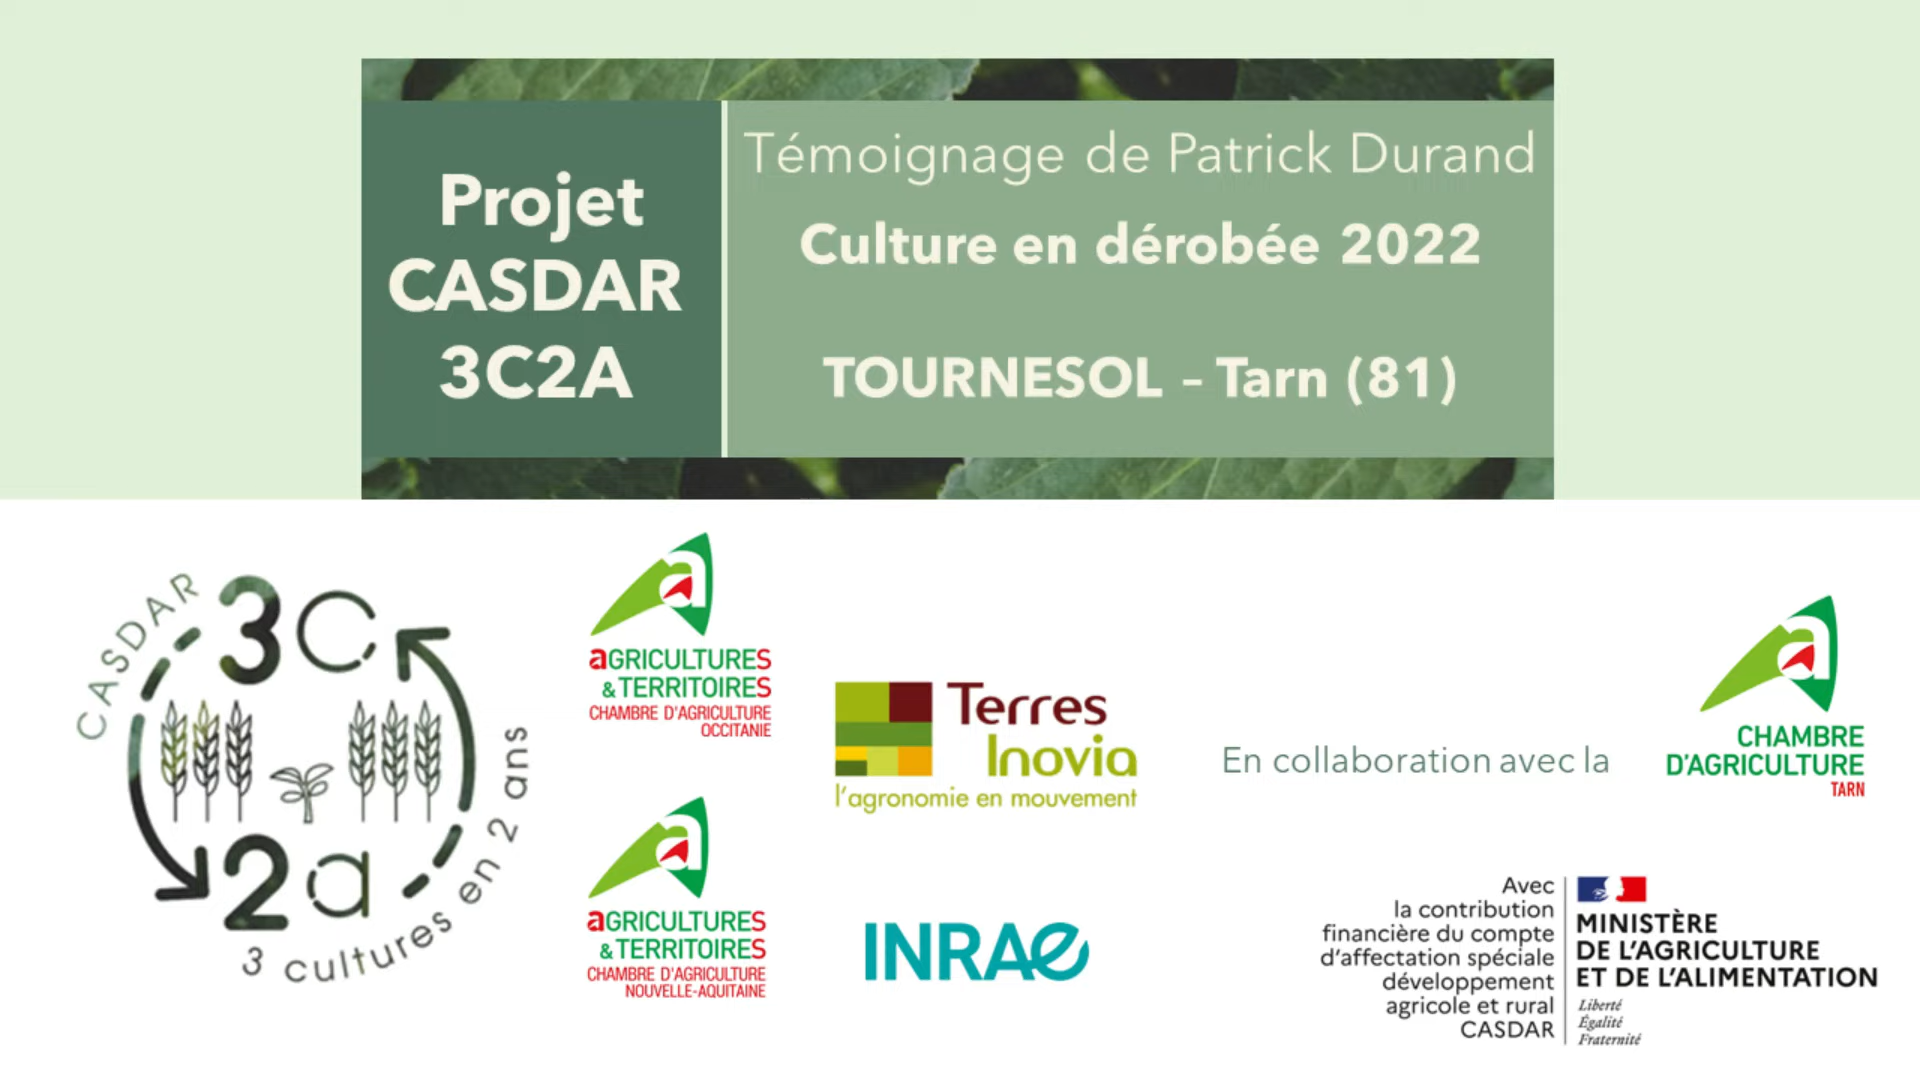 Projet
CASDAR
3C2A
Témoignage de Patrick Durand
Culture en dérobée 2022
TOURNESOL – Tarn (81)
CASDAR
3C
2a
3 cultures en 2 ans
a
aGRICULTURES
& TERRITOIRES
CHAMBRE D'AGRICULTURE
OCCITANIE
a
aGRICULTURES
& TERRITOIRES
CHAMBRE D'AGRICULTURE
NOUVELLE-AQUITAINE
Terres
Inovia
l'agronomie en mouvement
INRAE
En collaboration avec la
a
CHAMBRE
D'AGRICULTURE
TARN
Avec
la contribution
financière du compte
d'affectation spéciale
développement
agricole et rural
CASDAR
MINISTÈRE
DE L'AGRICULTURE
ET DE L'ALIMENTATION
Liberté
Égalité
Fraternité